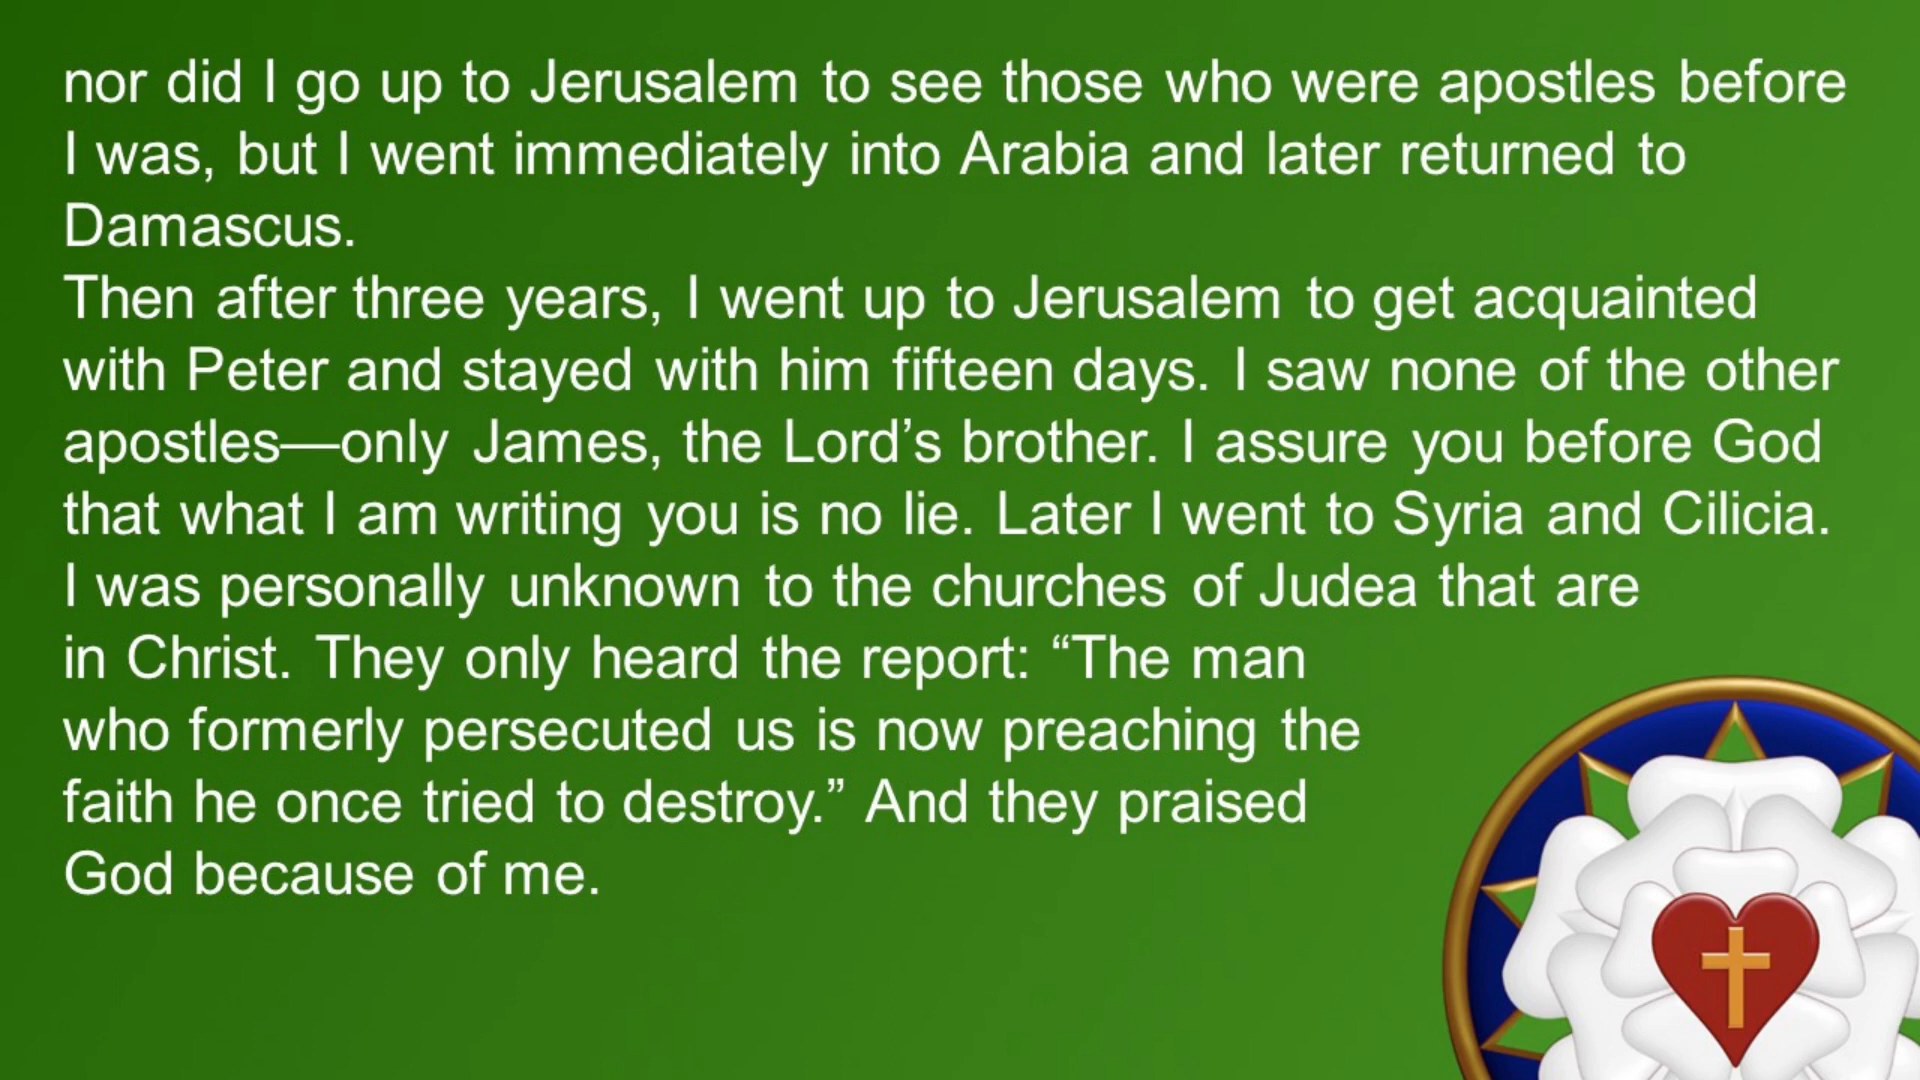 nor did I go up to Jerusalem to see those who were apostles before
I was, but I went immediately into Arabia and later returned to
Damascus.
Then after three years, I went up to Jerusalem to get acquainted
with Peter and stayed with him fifteen days. I saw none of the other
apostles—only James, the Lord’s brother. I assure you before God
that what I am writing you is no lie. Later I went to Syria and Cilicia.
I was personally unknown to the churches of Judea that are
in Christ. They only heard the report: “The man
who formerly persecuted us is now preaching the
faith he once tried to destroy.” And they praised
God because of me.